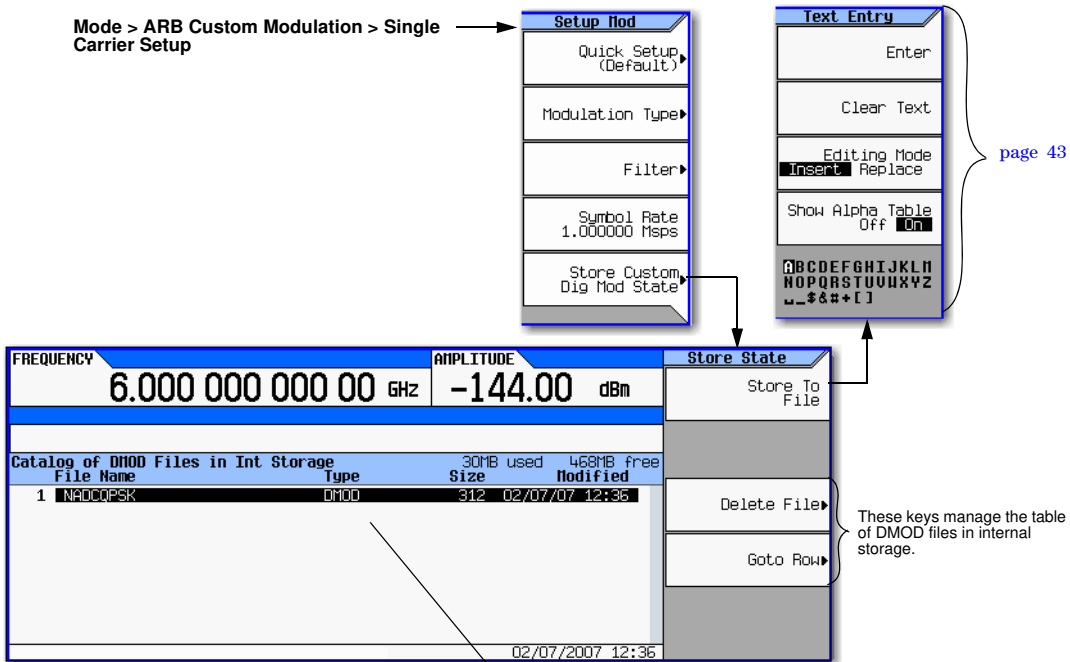 Mode > ARB Custom Modulation > Single
Carrier Setup
Setup Mod
Quick Setup
(Default)
Modulation Type
Filter
Symbol Rate
1.000000 Msps
Store Custom
Dig Mod State
Text Entry
Enter
Clear Text
Editing Mode
Insert Replace
Show Alpha Table
Off On
ABCDEFGHIJKLM
NOPQRSTUVWXYZ
␣_$&#+[]
page 43
FREQUENCY
6.000 000 000 00 GHz
AMPLITUDE
-144.00 dBm
Catalog of DMOD Files in Int Storage 30MB used 468MB free
File Name Type Size Modified
1 NADCQPSK DMOD 312 02/07/07 12:36
02/07/2007 12:36
Store State
Store To
File
Delete File
Goto Row
These keys manage the table
of DMOD files in internal
storage.